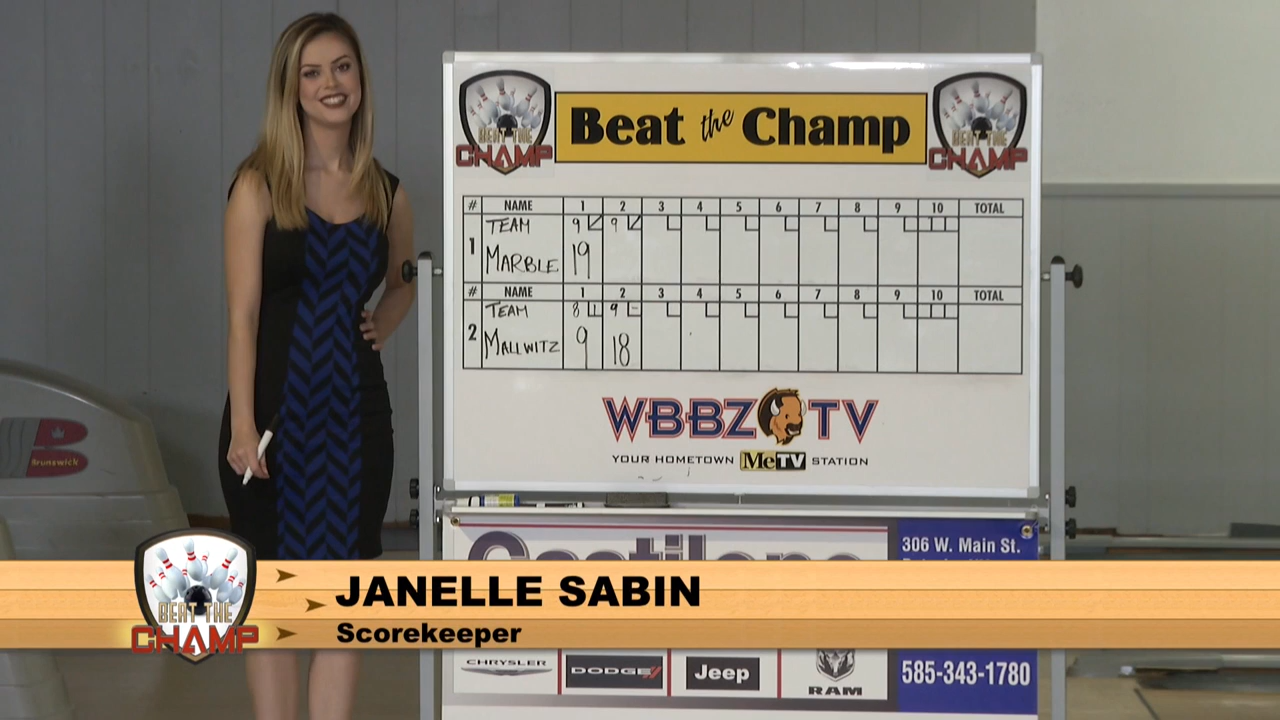 BEAT THE CHAMP
Beat the Champ
BEAT THE CHAMP
# NAME 1 2 3 4 5 6 7 8 9 10 TOTAL
1 TEAM 9 / 9 /
MARBLE 19
# NAME 1 2 3 4 5 6 7 8 9 10 TOTAL
2 TEAM 8 1 9 -
MALLWITZ 9 18
WBBZ TV
YOUR HOMETOWN MeTV STATION
Brunswick
306 W. Main St.
BEAT THE CHAMP
JANELLE SABIN
Scorekeeper
CHRYSLER DODGE Jeep RAM
585-343-1780